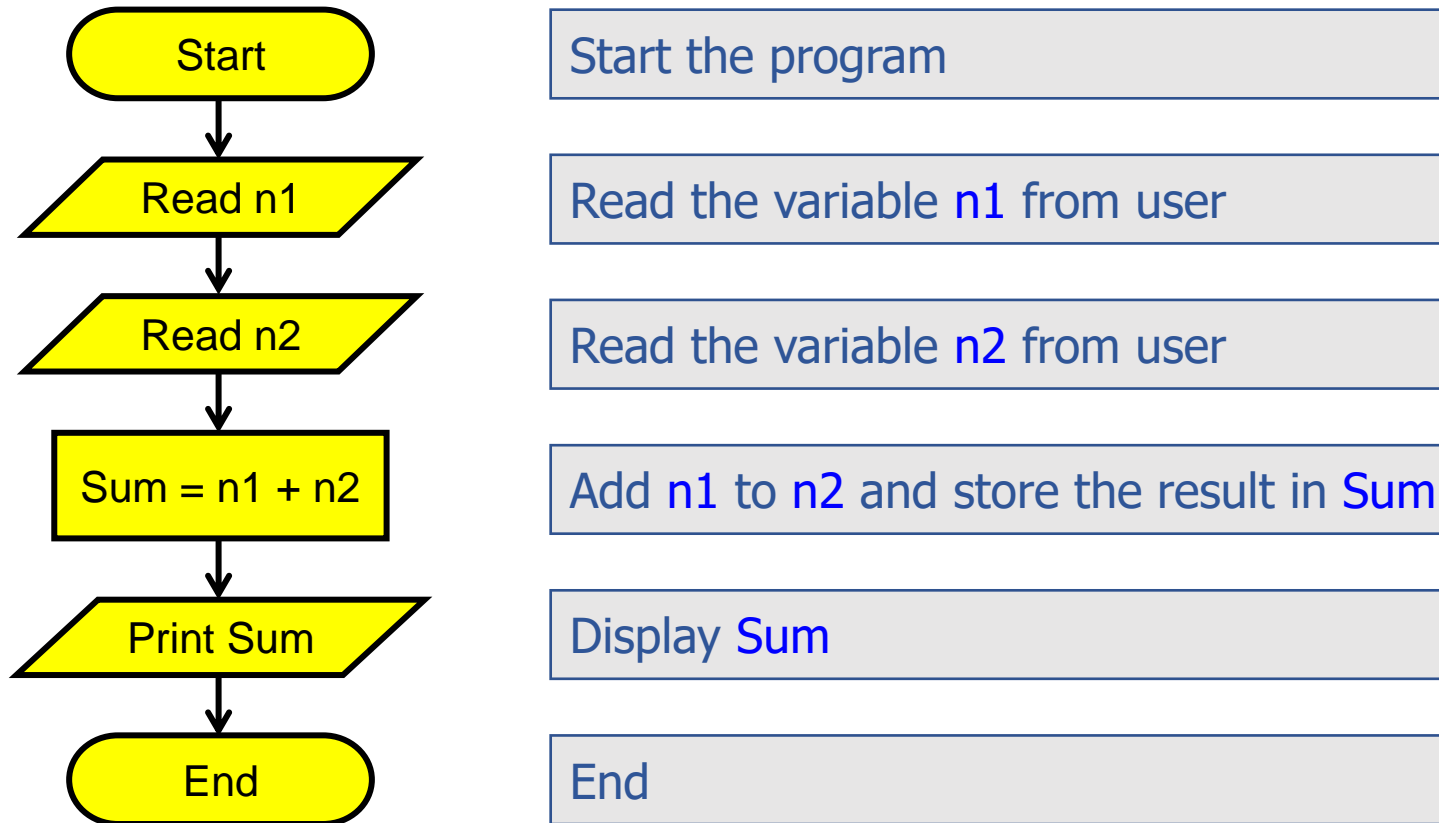 Start
Start the program
Read n1
Read the variable n1 from user
Read n2
Read the variable n2 from user
Sum = n1 + n2
Add n1 to n2 and store the result in Sum
Print Sum
Display Sum
End
End